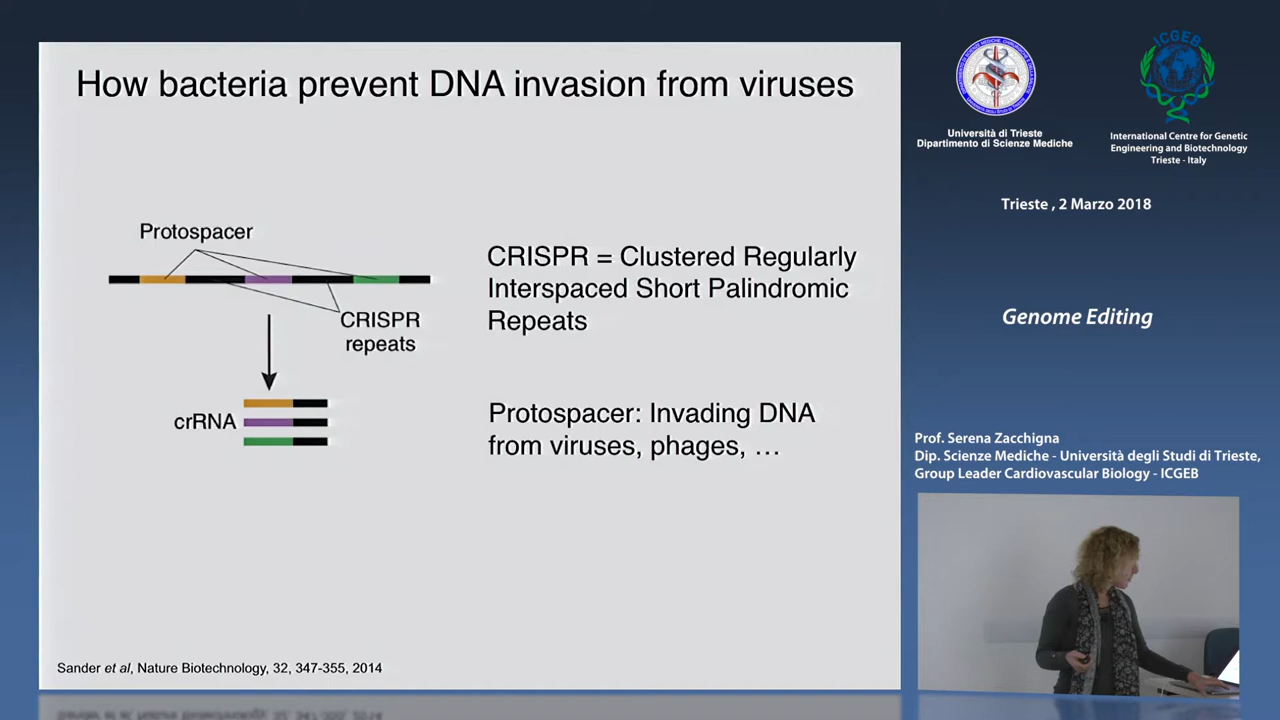 How bacteria prevent DNA invasion from viruses
Protospacer
CRISPR
repeats
crRNA
CRISPR = Clustered Regularly
Interspaced Short Palindromic
Repeats
Protospacer: Invading DNA
from viruses, phages, …
Sander et al, Nature Biotechnology, 32, 347-355, 2014
Università di Trieste
Dipartimento di Scienze Mediche
ICGEB
International Centre for Genetic
Engineering and Biotechnology
Trieste - Italy
Trieste , 2 Marzo 2018
Genome Editing
Prof. Serena Zacchigna
Dip. Scienze Mediche - Università degli Studi di Trieste,
Group Leader Cardiovascular Biology - ICGEB